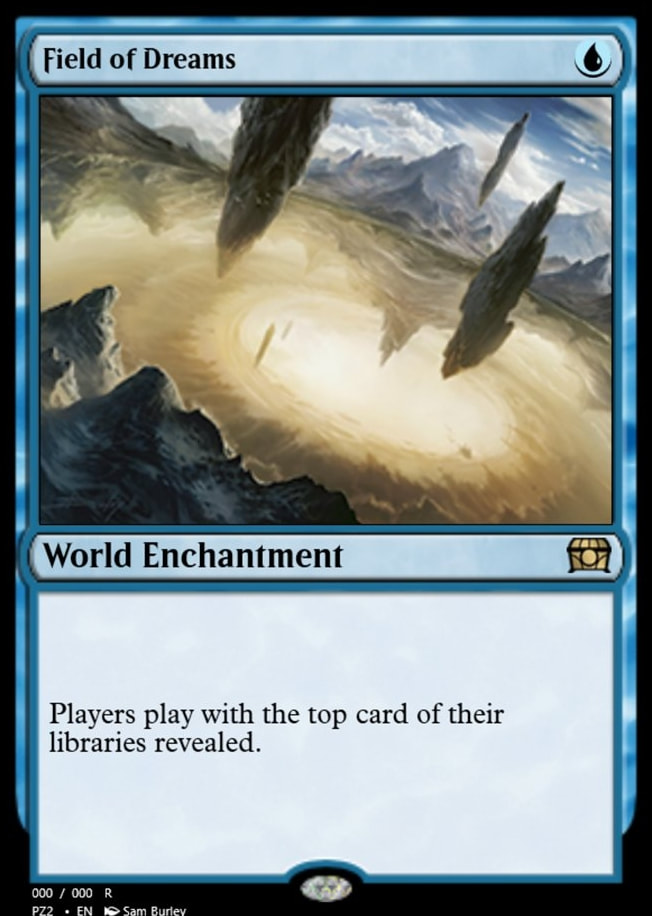 Field of Dreams
World Enchantment
Players play with the top card of their
libraries revealed.
000 / 000 R
PZ2 • EN Sam Burley